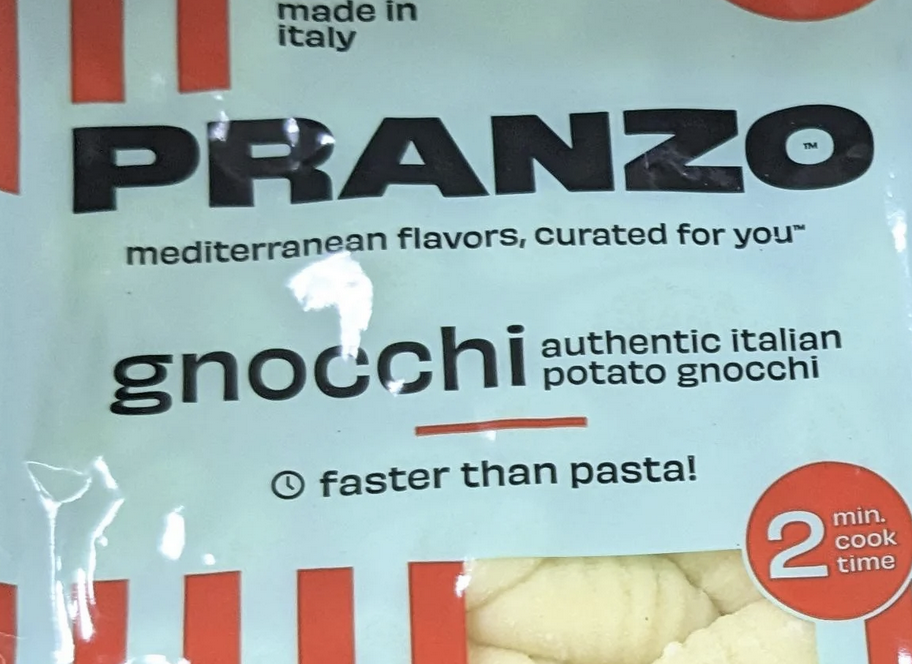 made in
italy
PRANZO™
mediterranean flavors, curated for you™
gnocchi
authentic italian
potato gnocchi
faster than pasta!
2
min.
cook
time